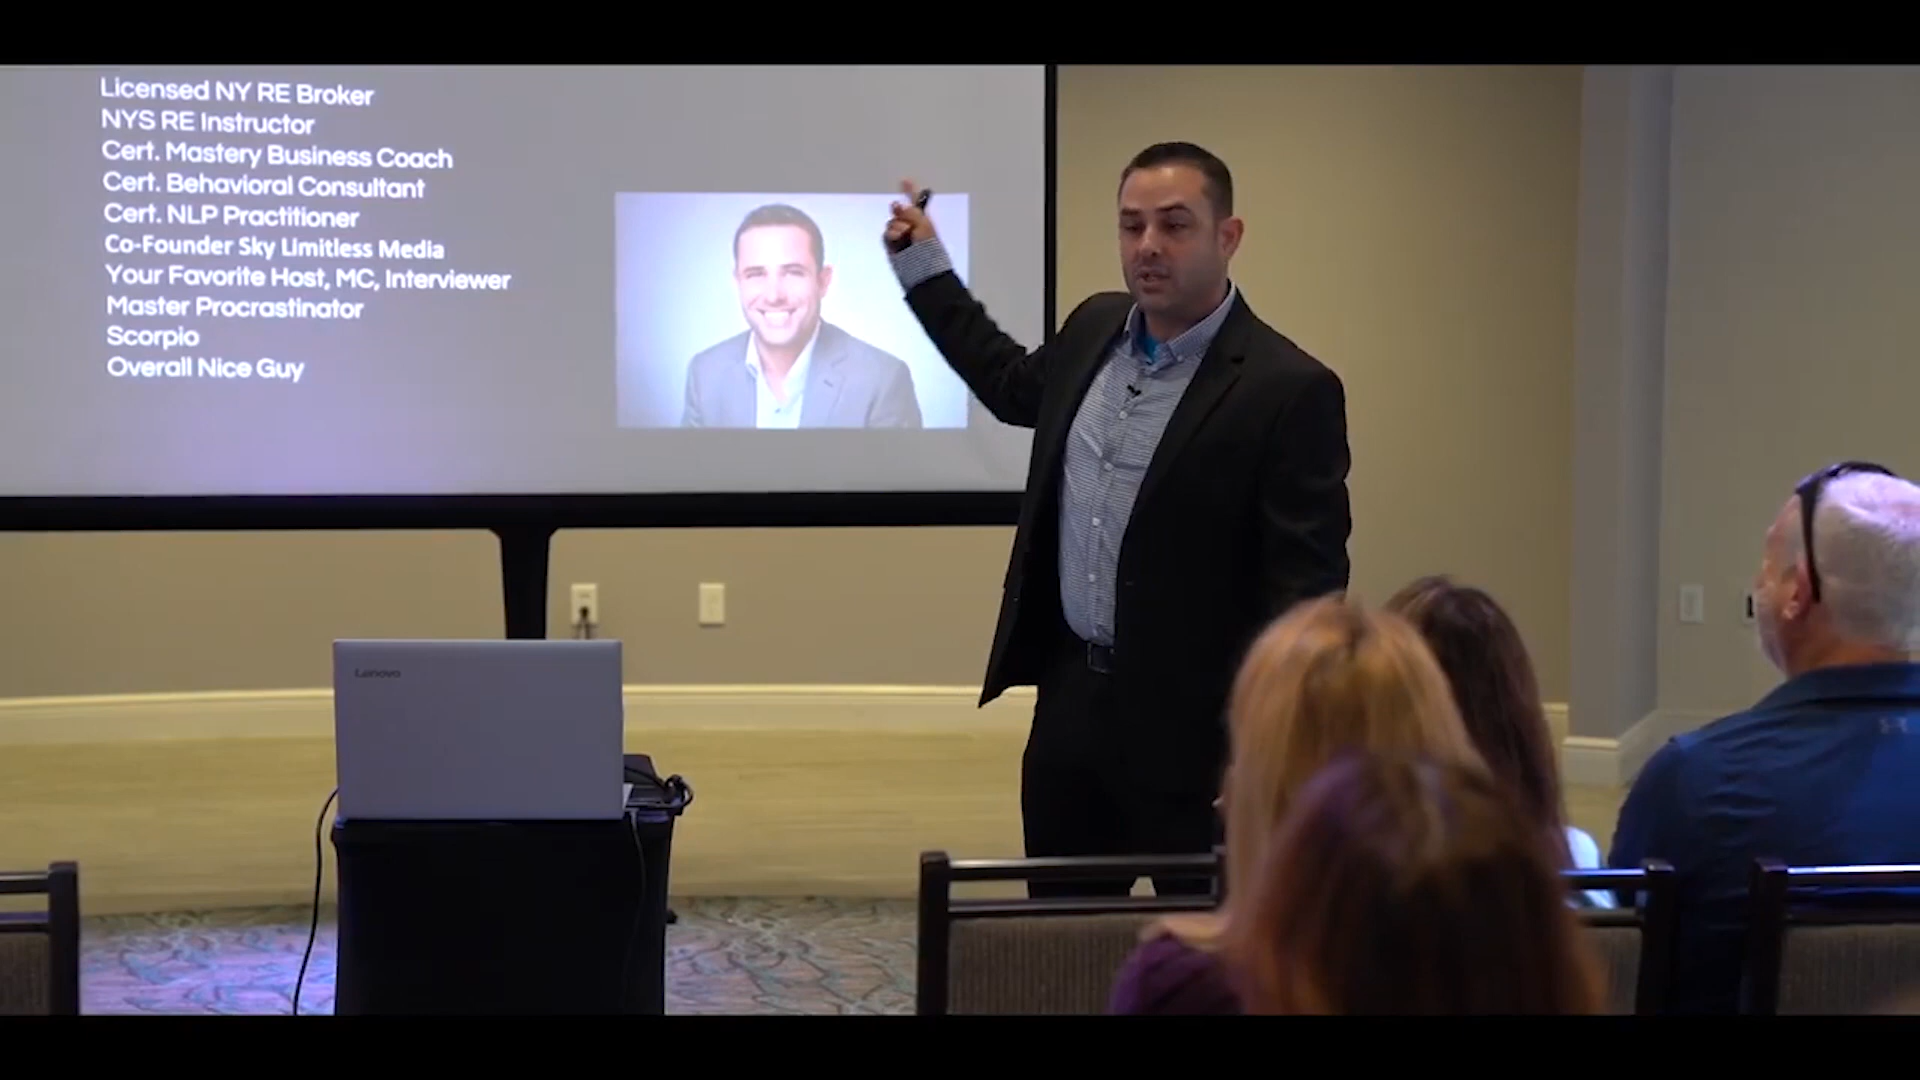 Licensed NY RE Broker
NYS RE Instructor
Cert. Mastery Business Coach
Cert. Behavioral Consultant
Cert. NLP Practitioner
Co-Founder Sky Limitless Media
Your Favorite Host, MC, Interviewer
Master Procrastinator
Scorpio
Overall Nice Guy
Lenovo